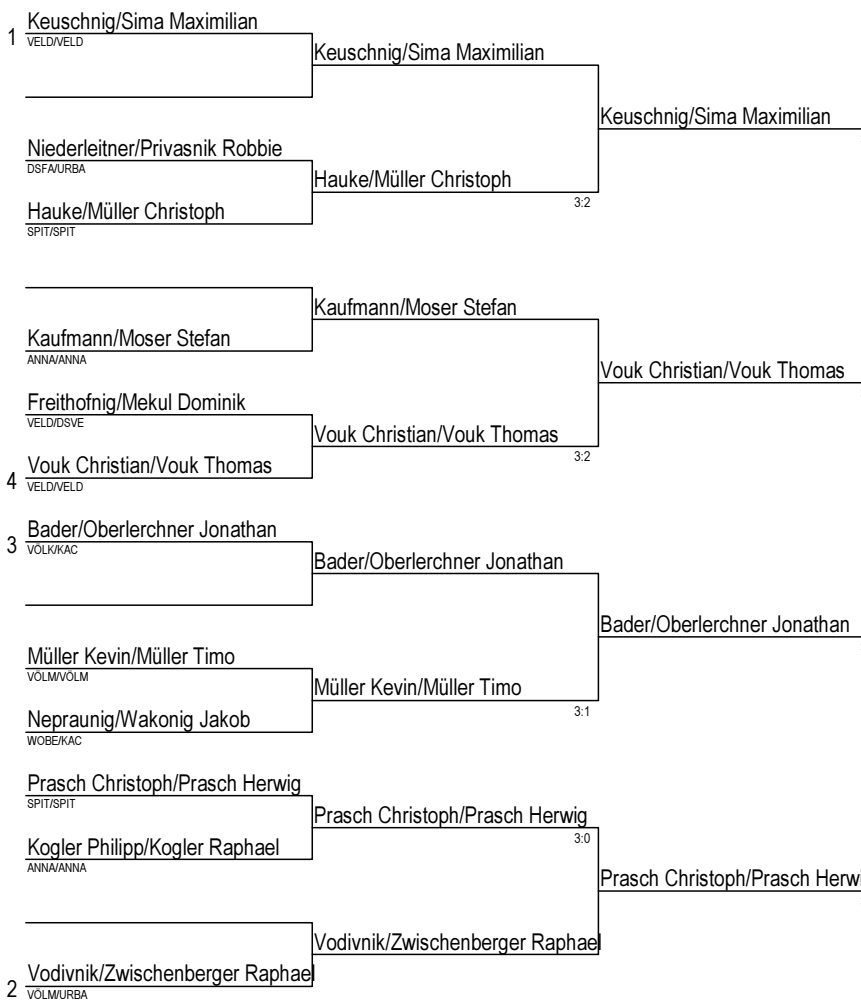 Keuschnig/Sima Maximilian
1
VELD/VELD
Keuschnig/Sima Maximilian
Keuschnig/Sima Maximilian
Niederleitner/Privasnik Robbie
DSFA/URBA
Hauke/Müller Christoph
3:2
Hauke/Müller Christoph
SPIT/SPIT
Kaufmann/Moser Stefan
Kaufmann/Moser Stefan
ANNA/ANNA
Vouk Christian/Vouk Thomas
Freithofnig/Mekul Dominik
VELD/DSVE
Vouk Christian/Vouk Thomas
3:2
Vouk Christian/Vouk Thomas
4
VELD/VELD
Bader/Oberlerchner Jonathan
3
VÖLK/KAC
Bader/Oberlerchner Jonathan
Bader/Oberlerchner Jonathan
Müller Kevin/Müller Timo
VÖLM/VÖLM
Müller Kevin/Müller Timo
3:1
Nepraunig/Wakonig Jakob
WOBE/KAC
Prasch Christoph/Prasch Herwig
SPIT/SPIT
Prasch Christoph/Prasch Herwig
3:0
Kogler Philipp/Kogler Raphael
ANNA/ANNA
Prasch Christoph/Prasch Herwi
Vodivnik/Zwischenberger Raphael
Vodivnik/Zwischenberger Raphael
2
VÖLM/URBA